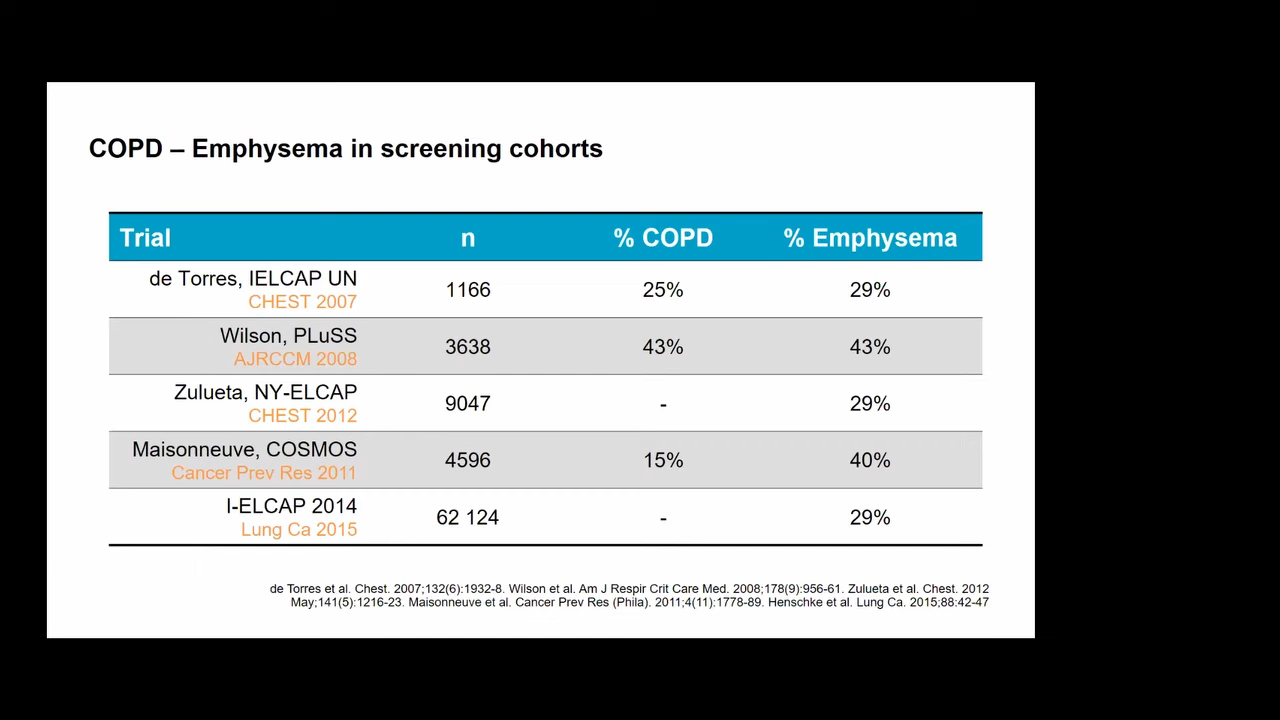 COPD – Emphysema in screening cohorts
Trial n % COPD % Emphysema
de Torres, IELCAP UN
CHEST 2007
1166 25% 29%
Wilson, PLuSS
AJRCCM 2008
3638 43% 43%
Zulueta, NY-ELCAP
CHEST 2012
9047 - 29%
Maisonneuve, COSMOS
Cancer Prev Res 2011
4596 15% 40%
I-ELCAP 2014
Lung Ca 2015
62 124 - 29%
de Torres et al. Chest. 2007;132(6):1932-8. Wilson et al. Am J Respir Crit Care Med. 2008;178(9):956-61. Zulueta et al. Chest. 2012
May;141(5):1216-23. Maisonneuve et al. Cancer Prev Res (Phila). 2011;4(11):1778-89. Henschke et al. Lung Ca. 2015;88:42-47